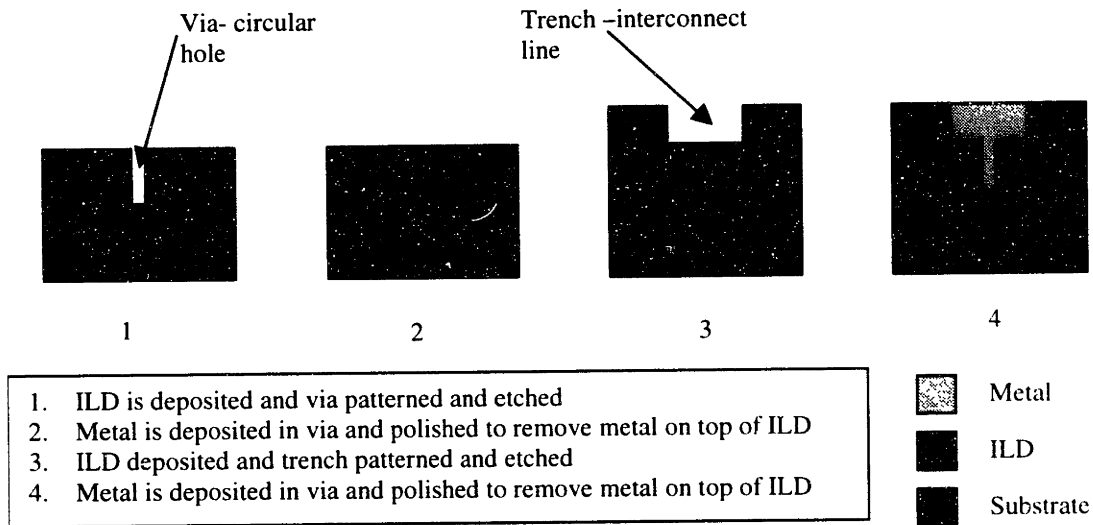 Via- circular
hole
Trench –interconnect
line
1
2
3
4
1. ILD is deposited and via patterned and etched
2. Metal is deposited in via and polished to remove metal on top of ILD
3. ILD deposited and trench patterned and etched
4. Metal is deposited in via and polished to remove metal on top of ILD
Metal
ILD
Substrate